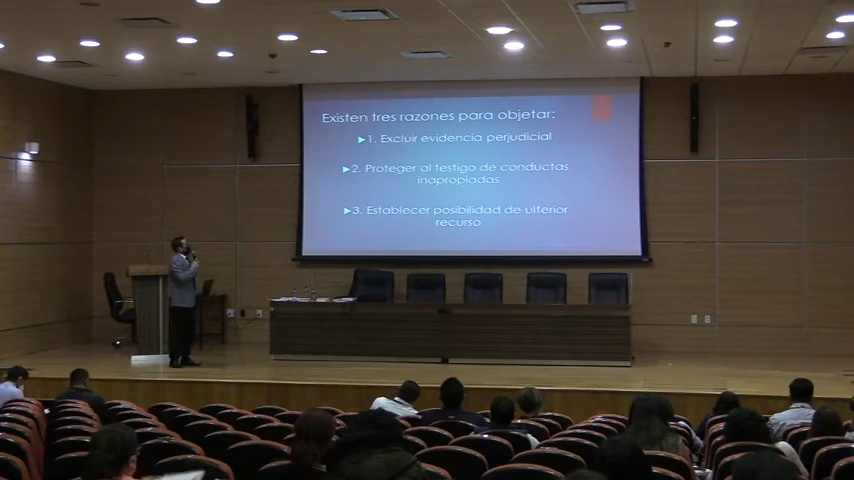 Existen tres razones para objetar:
▶1. Excluir evidencia perjudicial
▶2. Proteger al testigo de conductas
inapropiadas
▶3. Establecer posibilidad de ulterior
recurso